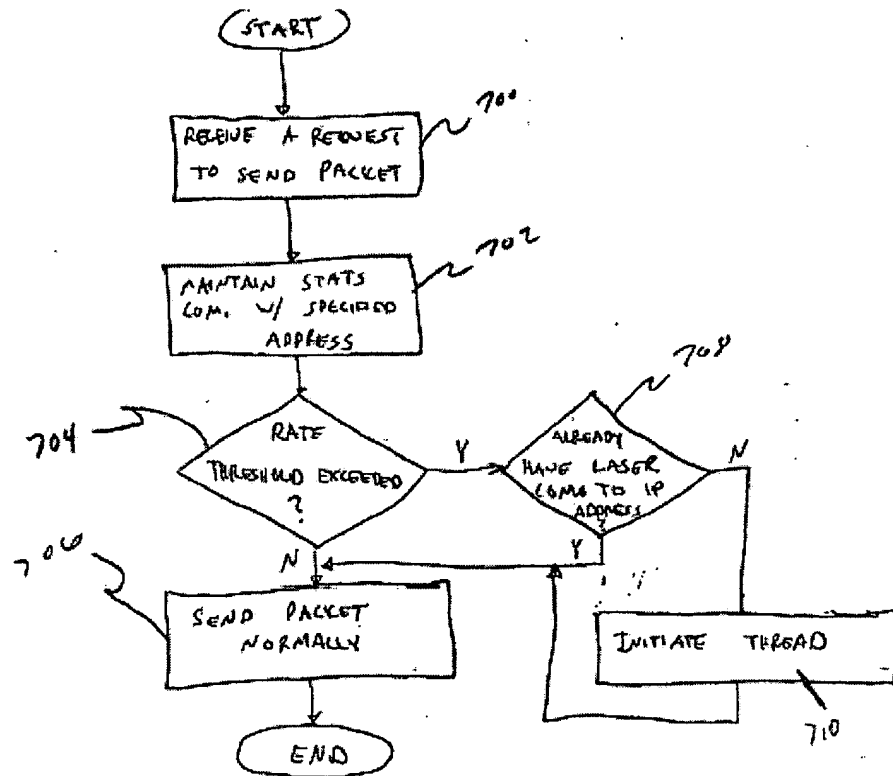 START
700
RECEIVE A REQUEST
TO SEND PACKET
702
MAINTAIN STATS
COM. W/ SPECIFIED
ADDRESS
708
704
RATE
THRESHOLD EXCEEDED
?
Y
ALREADY
HAVE LASER
COMM TO IP
ADDRESS
?
N
N
Y
706
SEND PACKET
NORMALLY
INITIATE THREAD
710
END